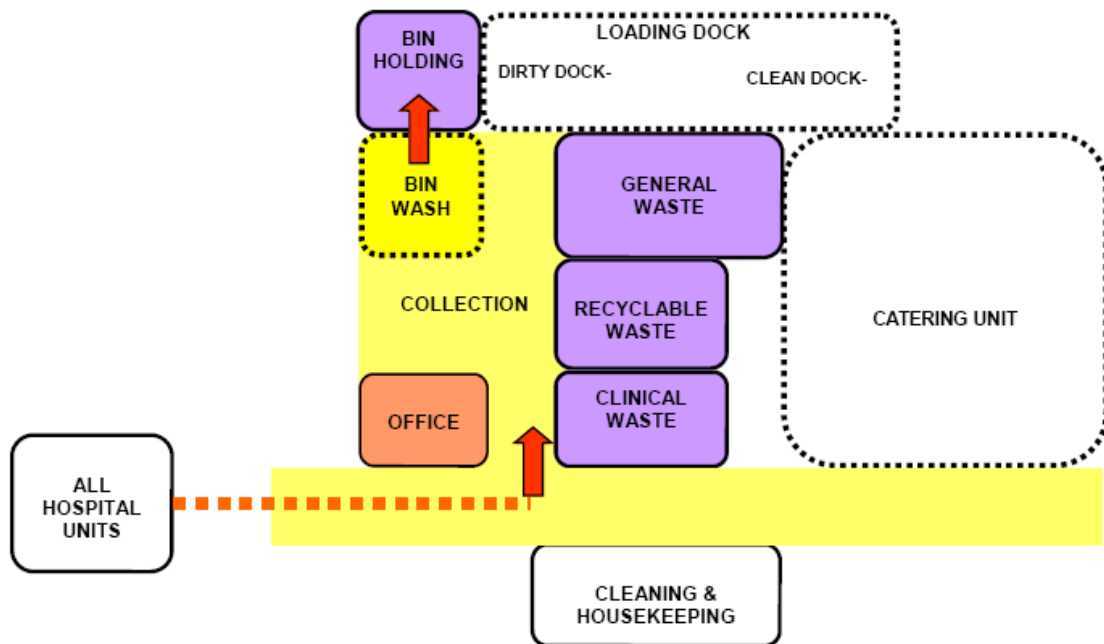 BIN
HOLDING
LOADING DOCK
DIRTY DOCK-
CLEAN DOCK-
BIN
WASH
GENERAL
WASTE
COLLECTION
RECYCLABLE
WASTE
CATERING UNIT
OFFICE
CLINICAL
WASTE
ALL
HOSPITAL
UNITS
CLEANING &
HOUSEKEEPING